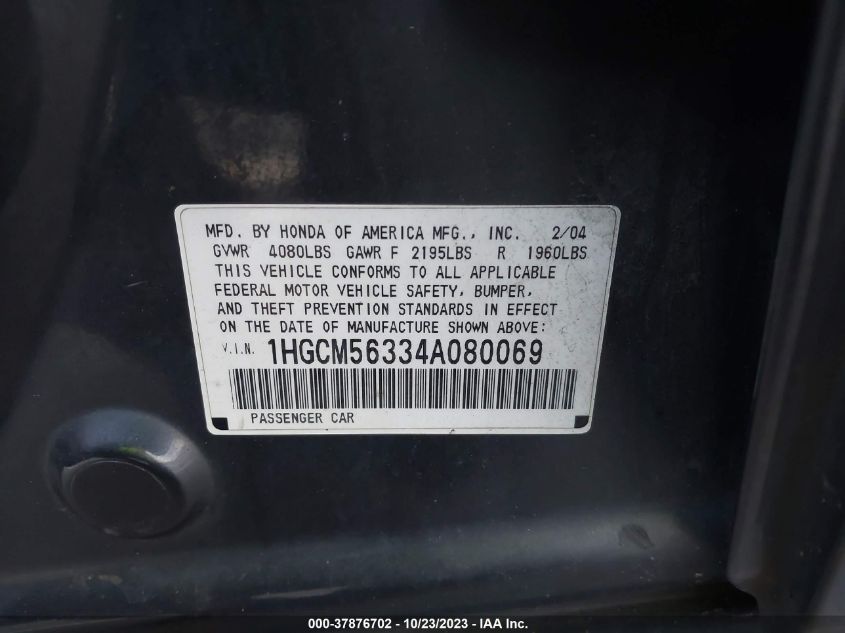 MFD. BY HONDA OF AMERICA MFG., INC. 2/04
GVWR 4080LBS GAWR F 2195LBS R 1960LBS
THIS VEHICLE CONFORMS TO ALL APPLICABLE
FEDERAL MOTOR VEHICLE SAFETY, BUMPER,
AND THEFT PREVENTION STANDARDS IN EFFECT
ON THE DATE OF MANUFACTURE SHOWN ABOVE:
V.I.N. 1HGCM56334A080069
PASSENGER CAR
000-37876702 - 10/23/2023 - IAA Inc.